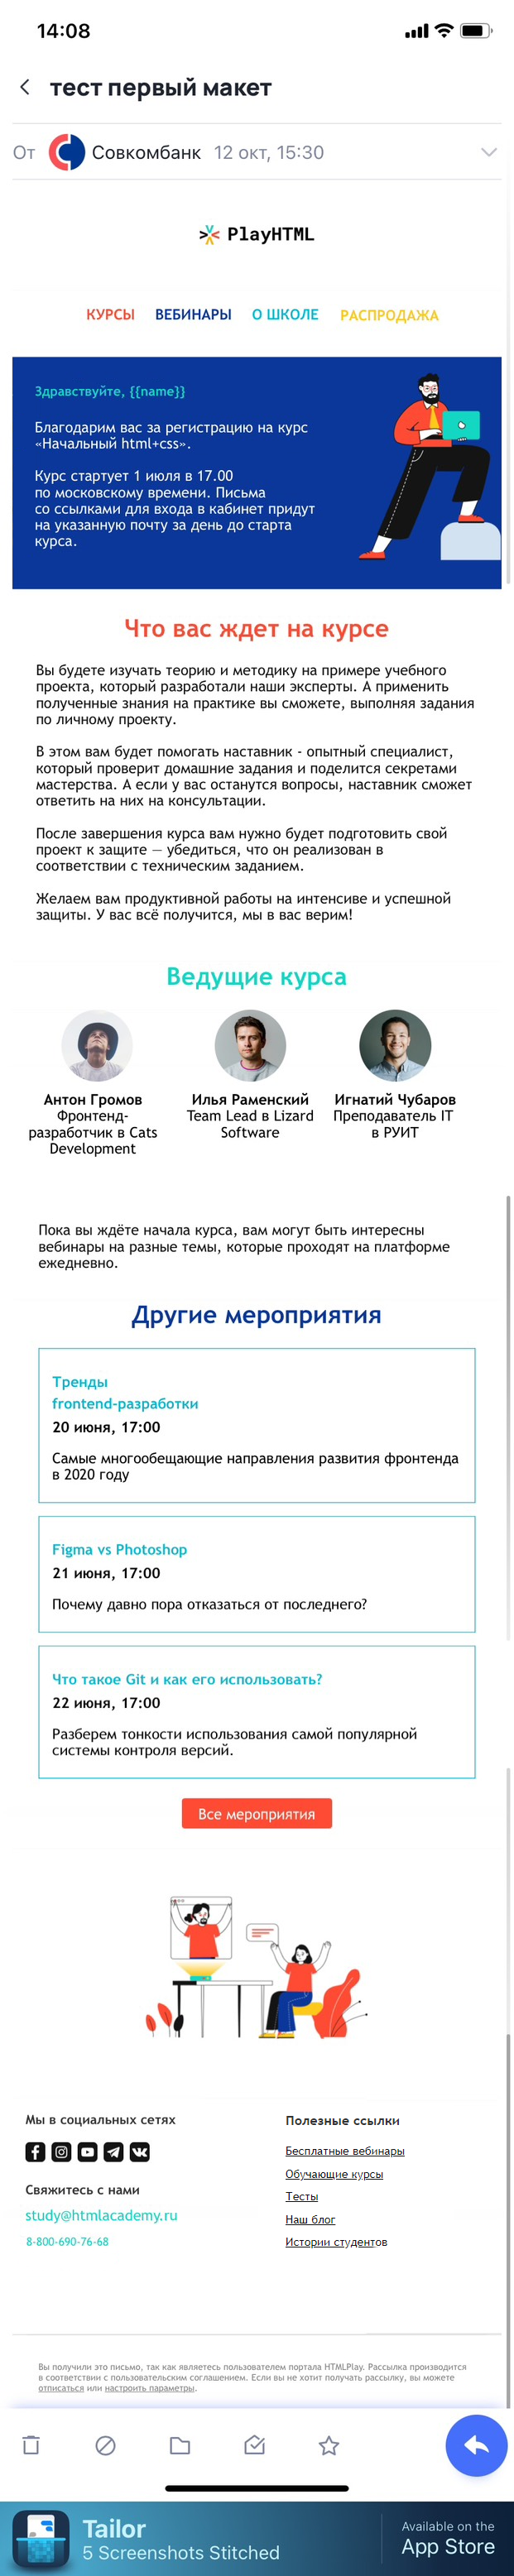 14:08
тест первый макет
От Совкомбанк 12 окт, 15:30
PlayHTML
КУРСЫ ВЕБИНАРЫ О ШКОЛЕ РАСПРОДАЖА
Здравствуйте, {{name}}
Благодарим вас за регистрацию на курс
«Начальный html+css».
Курс стартует 1 июля в 17.00
по московскому времени. Письма
со ссылками для входа в кабинет придут
на указанную почту за день до старта
курса.
Что вас ждет на курсе
Вы будете изучать теорию и методику на примере учебного
проекта, который разработали наши эксперты. А применить
полученные знания на практике вы сможете, выполняя задания
по личному проекту.
В этом вам будет помогать наставник - опытный специалист,
который проверит домашние задания и поделится секретами
мастерства. А если у вас останутся вопросы, наставник сможет
ответить на них на консультации.
После завершения курса вам нужно будет подготовить свой
проект к защите — убедиться, что он реализован в
соответствии с техническим заданием.
Желаем вам продуктивной работы на интенсиве и успешной
защиты. У вас всё получится, мы в вас верим!
Ведущие курса
Антон Громов
Фронтенд-
разработчик в Cats
Development
Илья Раменский
Team Lead в Lizard
Software
Игнатий Чубаров
Преподаватель IT
в РУИТ
Пока вы ждёте начала курса, вам могут быть интересны
вебинары на разные темы, которые проходят на платформе
ежедневно.
Другие мероприятия
Тренды
frontend-разработки
20 июня, 17:00
Самые многообещающие направления развития фронтенда
в 2020 году
Figma vs Photoshop
21 июня, 17:00
Почему давно пора отказаться от последнего?
Что такое Git и как его использовать?
22 июня, 17:00
Разберем тонкости использования самой популярной
системы контроля версий.
Все мероприятия
Мы в социальных сетях
Свяжитесь с нами
study@htmlacademy.ru
8-800-690-76-68
Полезные ссылки
Бесплатные вебинары
Обучающие курсы
Тесты
Наш блог
Истории студентов
Вы получили это письмо, так как являетесь пользователем портала HTMLPlay. Рассылка производится
в соответствии с пользовательским соглашением. Если вы не хотит получать рассылку, вы можете
отписаться или настроить параметры.
Tailor
5 Screenshots Stitched
Available on the
App Store